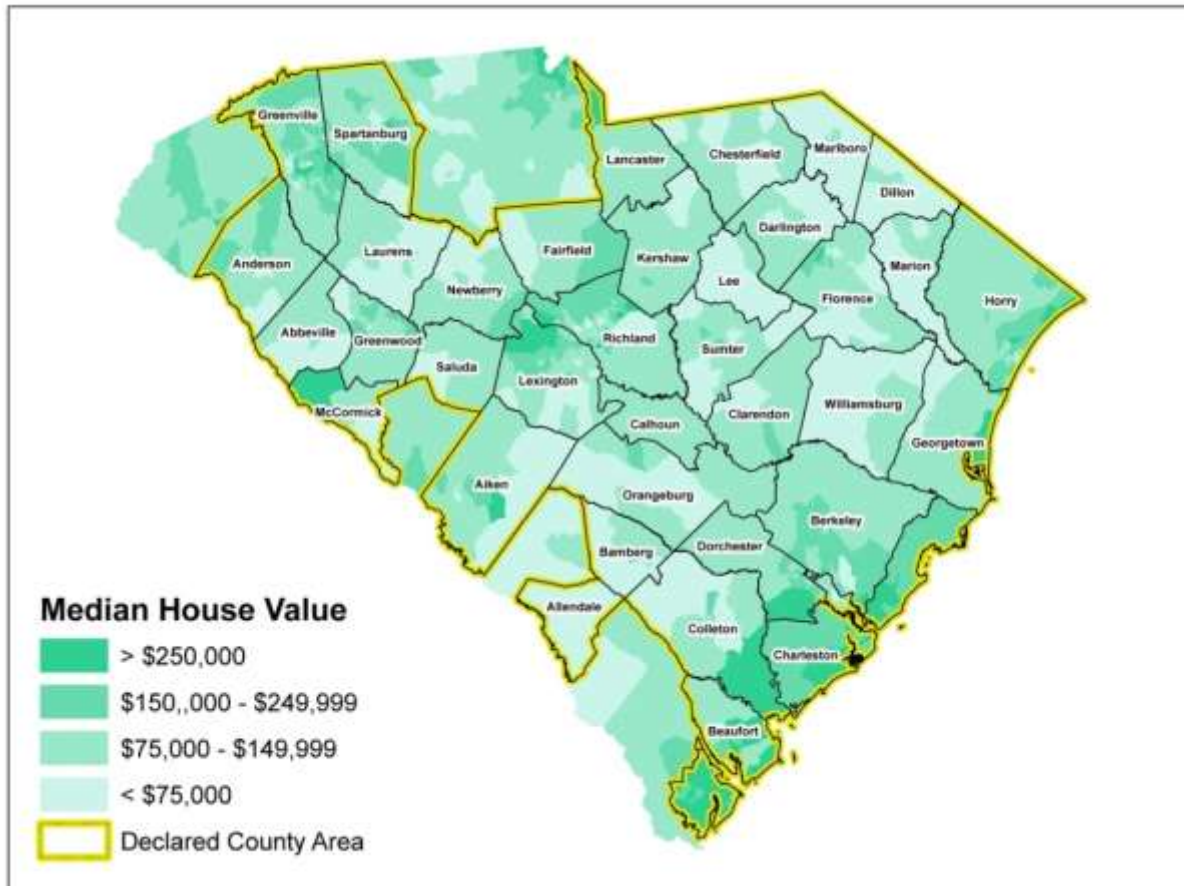 Greenville
Spartanburg
Lancaster
Chesterfield
Marlboro
Dillon
Darlington
Laurens
Fairfield
Kershaw
Anderson
Marion
Lee
Newberry
Florence
Horry
Abbeville
Greenwood
Richland
Sumter
Saluda
Lexington
McCormick
Clarendon
Williamsburg
Calhoun
Georgetown
Aiken
Orangeburg
Berkeley
Bamberg
Dorchester
Allendale
Colleton
Charleston
Beaufort
Median House Value
> $250,000
$150,,000 - $249,999
$75,000 - $149,999
< $75,000
Declared County Area